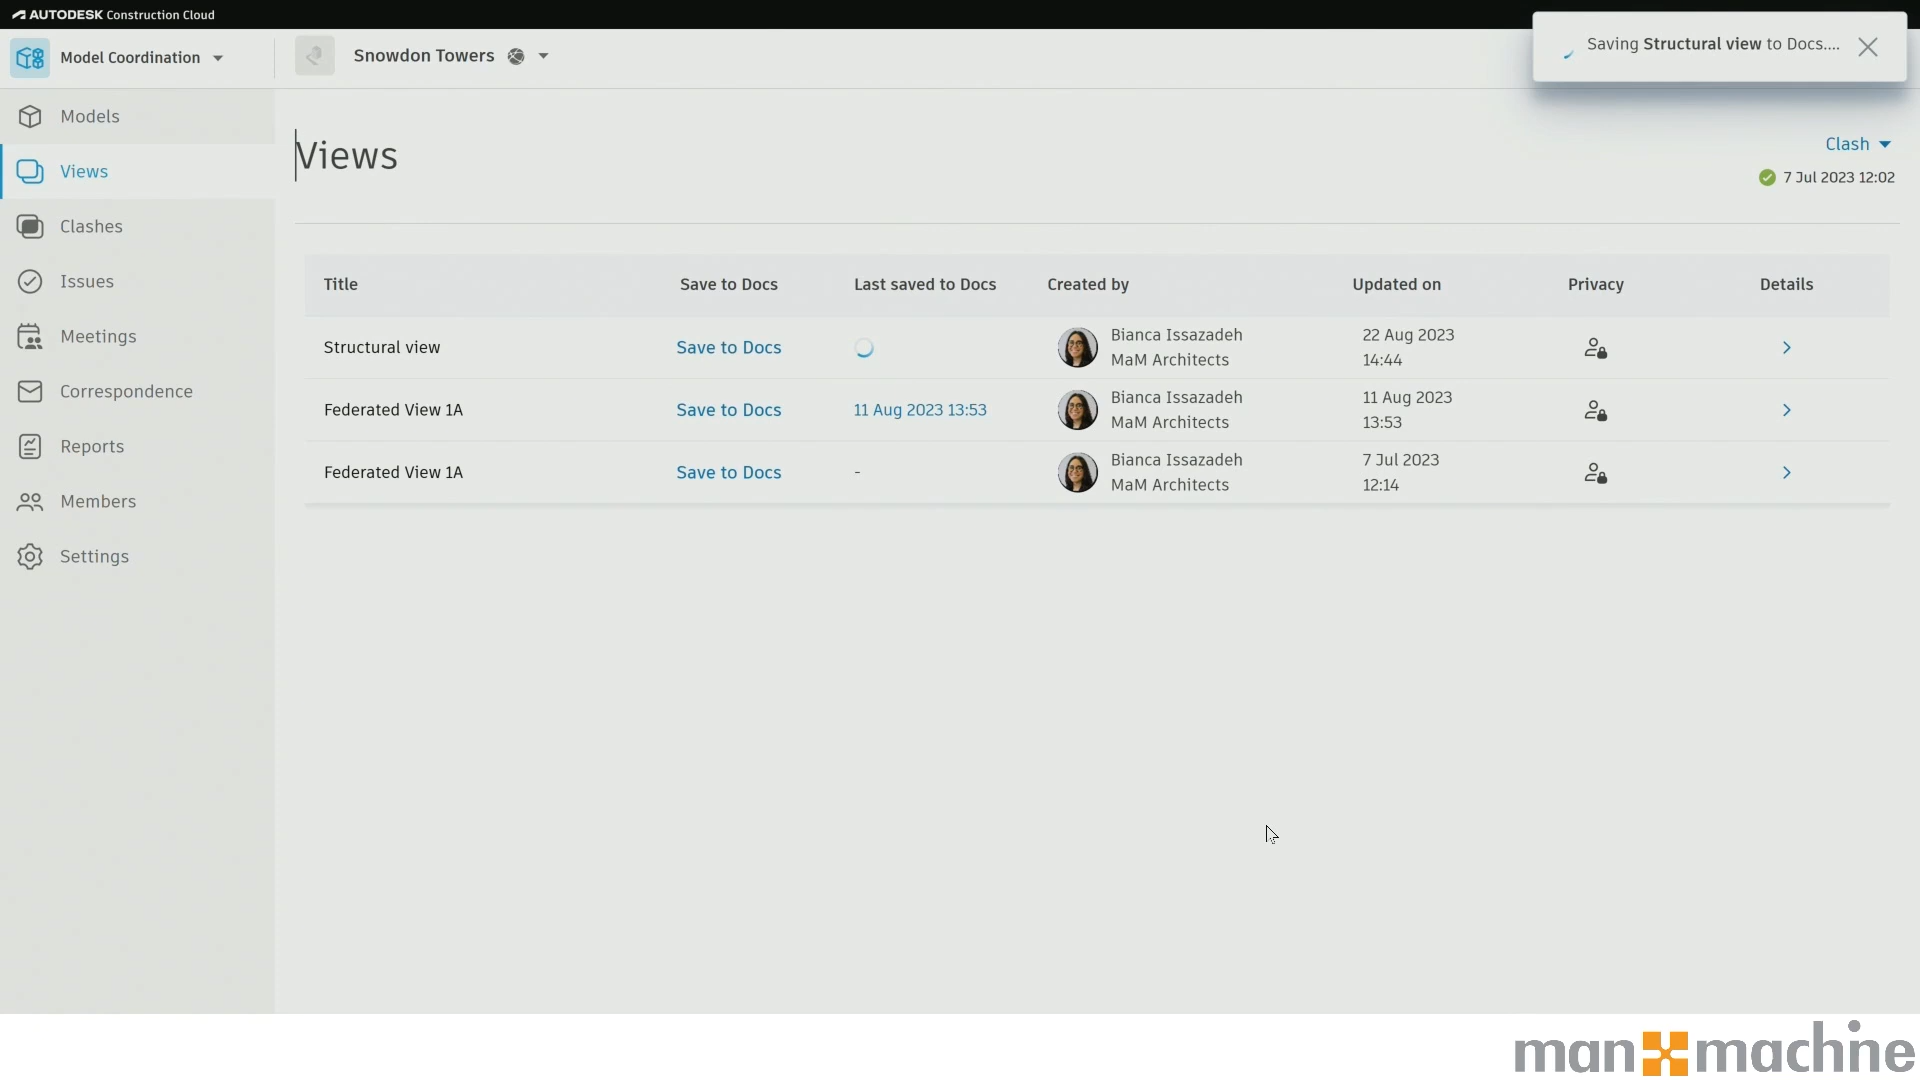 AUTODESK Construction Cloud
Model Coordination
Snowdon Towers
Saving Structural view to Docs....
Models
Views
Clashes
Issues
Meetings
Correspondence
Reports
Members
Settings
Views
Clash
7 Jul 2023 12:02
Title Save to Docs Last saved to Docs Created by Updated on Privacy Details
Structural view Save to Docs Bianca Issazadeh 22 Aug 2023
MaM Architects 14:44
Federated View 1A Save to Docs 11 Aug 2023 13:53 Bianca Issazadeh 11 Aug 2023
MaM Architects 13:53
Federated View 1A Save to Docs - Bianca Issazadeh 7 Jul 2023
MaM Architects 12:14
man machine